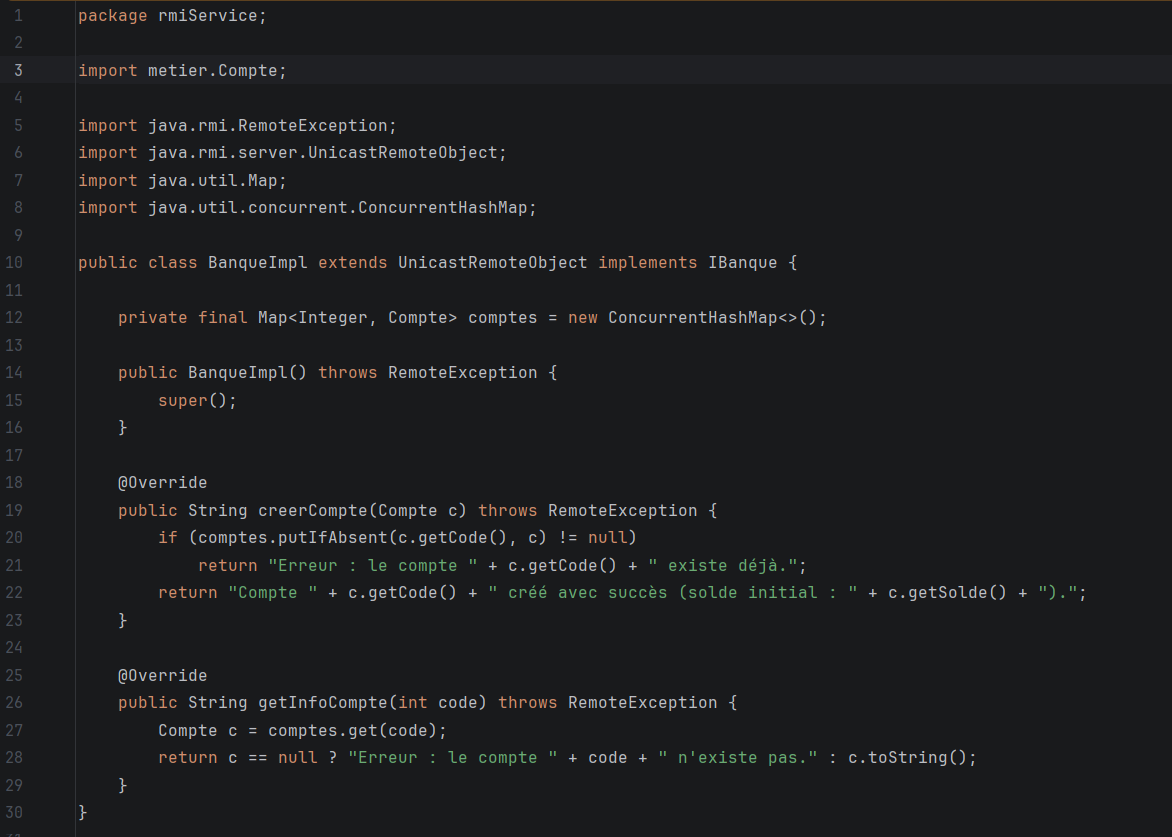 1 package rmiService;
2
3 import metier.Compte;
4
5 import java.rmi.RemoteException;
6 import java.rmi.server.UnicastRemoteObject;
7 import java.util.Map;
8 import java.util.concurrent.ConcurrentHashMap;
9
10 public class BanqueImpl extends UnicastRemoteObject implements IBanque {
11
12     private final Map<Integer, Compte> comptes = new ConcurrentHashMap<>();
13
14     public BanqueImpl() throws RemoteException {
15         super();
16     }
17
18     @Override
19     public String creerCompte(Compte c) throws RemoteException {
20         if (comptes.putIfAbsent(c.getCode(), c) != null)
21             return "Erreur : le compte " + c.getCode() + " existe déjà.";
22         return "Compte " + c.getCode() + " créé avec succès (solde initial : " + c.getSolde() + ").";
23     }
24
25     @Override
26     public String getInfoCompte(int code) throws RemoteException {
27         Compte c = comptes.get(code);
28         return c == null ? "Erreur : le compte " + code + " n'existe pas." : c.toString();
29     }
30 }